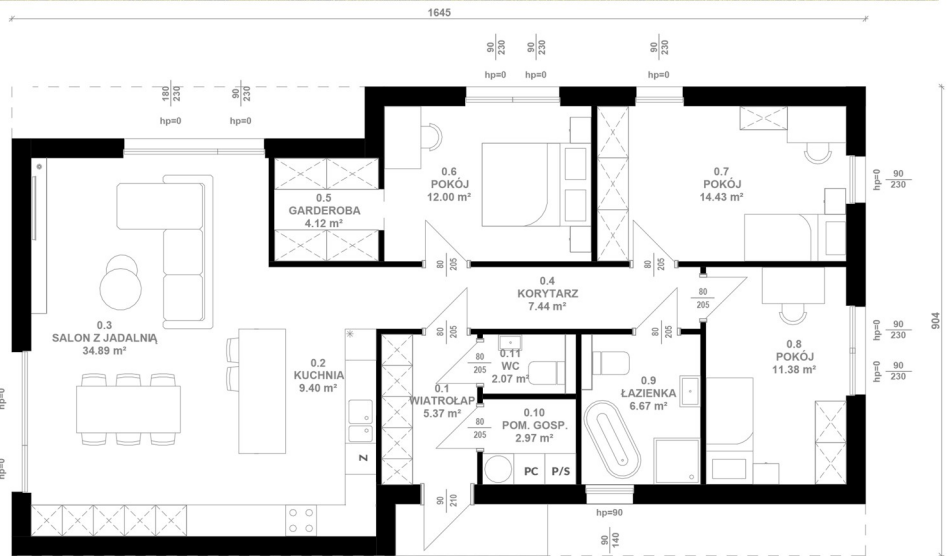 1645
90
230
90
230
hp=0
hp=0
90
230
hp=0
180
230
hp=0
90
230
hp=0
0.6
POKÓJ
12.00 m²
0.7
POKÓJ
14.43 m²
hp=0
90
230
0.5
GARDEROBA
4.12 m²
80
205
80
205
0.4
KORYTARZ
7.44 m²
80
205
904
0.3
SALON Z JADALNIĄ
34.89 m²
80
205
80
205
hp=0
90
230
0.8
POKÓJ
11.38 m²
hp=0
90
230
0.2
KUCHNIA
9.40 m²
0.1
WIATROŁAP
5.37 m²
80
205
0.11
WC
2.07 m²
0.9
ŁAZIENKA
6.67 m²
hp=0
80
205
0.10
POM. GOSP.
2.97 m²
Z
PC
P/S
hp=0
90
210
hp=90
90
140